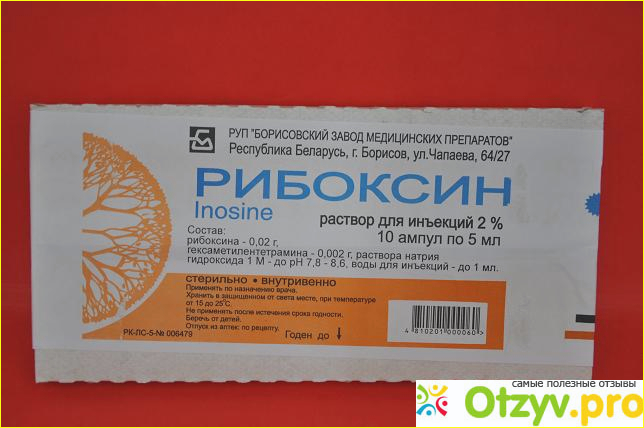 РУП "БОРИСОВСКИЙ ЗАВОД МЕДИЦИНСКИХ ПРЕПАРАТОВ"
Республика Беларусь, г. Борисов, ул.Чапаева, 64/27
РИБОКСИН
Inosine
раствор для инъекций 2 %
10 ампул по 5 мл
Состав:
рибоксина - 0,02 г,
гексаметилентетрамина - 0,002 г, раствора натрия
гидроксида 1 М - до pH 7,8 - 8,6, воды для инъекций - до 1 мл.
стерильно • внутривенно
Применять по назначению врача.
Хранить в защищенном от света месте, при температуре
от 15 до 25°С.
Не применять после истечения срока годности.
Беречь от детей.
Отпуск из аптек: по рецепту.
РК-ЛС-5-№ 006479
Годен до
4 810201 000060 >
самые полезные отзывы
Otzyv.pro